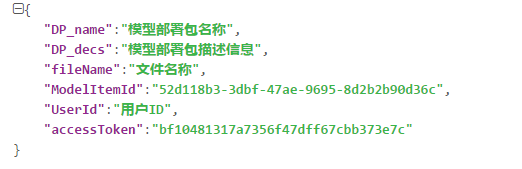 {
"DP_name":"模型部署包名称",
"DP_decs":"模型部署包描述信息",
"fileName":"文件名称",
"ModelItemId":"52d118b3-3dbf-47ae-9695-8d2b2b90d36c",
"UserId":"用户ID",
"accessToken":"bf10481317a7356f47dff67cbb373e7c"
}